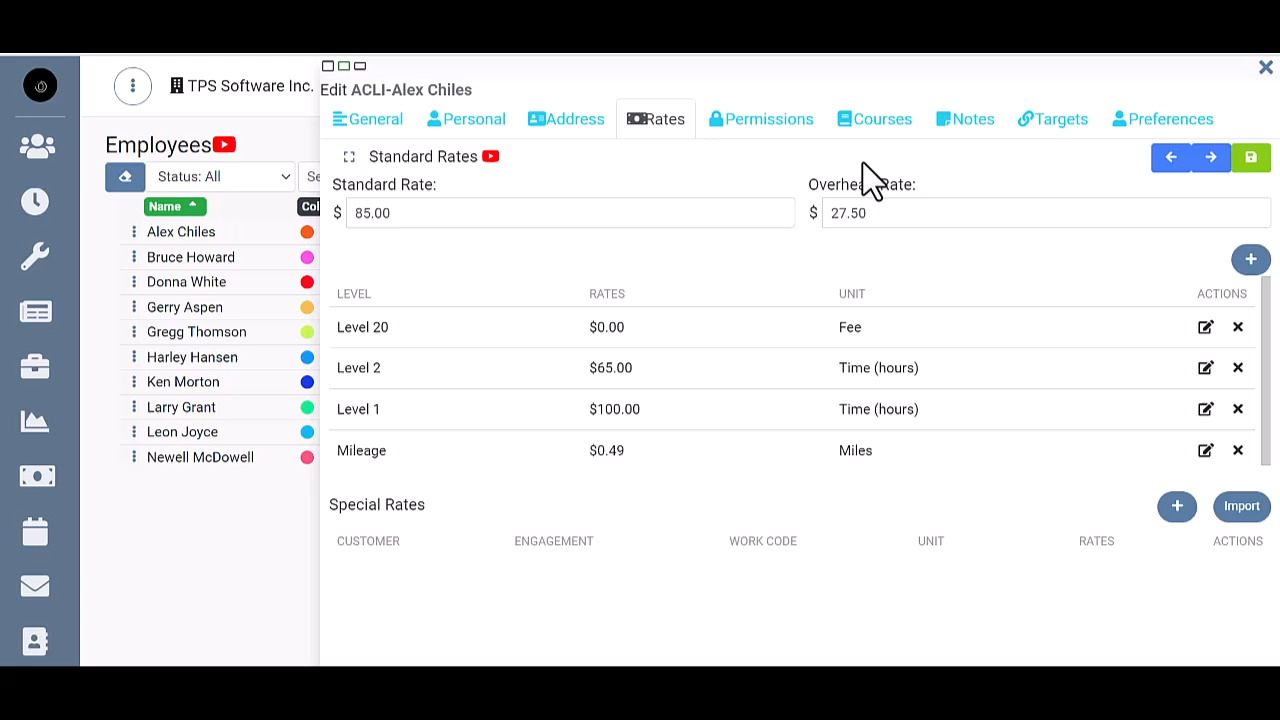 TPS Software Inc.
Edit ACLI-Alex Chiles
General Personal Address Rates Permissions Courses Notes Targets Preferences
Employees
Status: All
Se
Name
Col
Alex Chiles
Bruce Howard
Donna White
Gerry Aspen
Gregg Thomson
Harley Hansen
Ken Morton
Larry Grant
Leon Joyce
Newell McDowell
Standard Rates
Standard Rate:
$ 85.00
Overhead Rate:
$ 27.50
LEVEL RATES UNIT ACTIONS
Level 20 $0.00 Fee
Level 2 $65.00 Time (hours)
Level 1 $100.00 Time (hours)
Mileage $0.49 Miles
Special Rates
Import
CUSTOMER ENGAGEMENT WORK CODE UNIT RATES ACTIONS